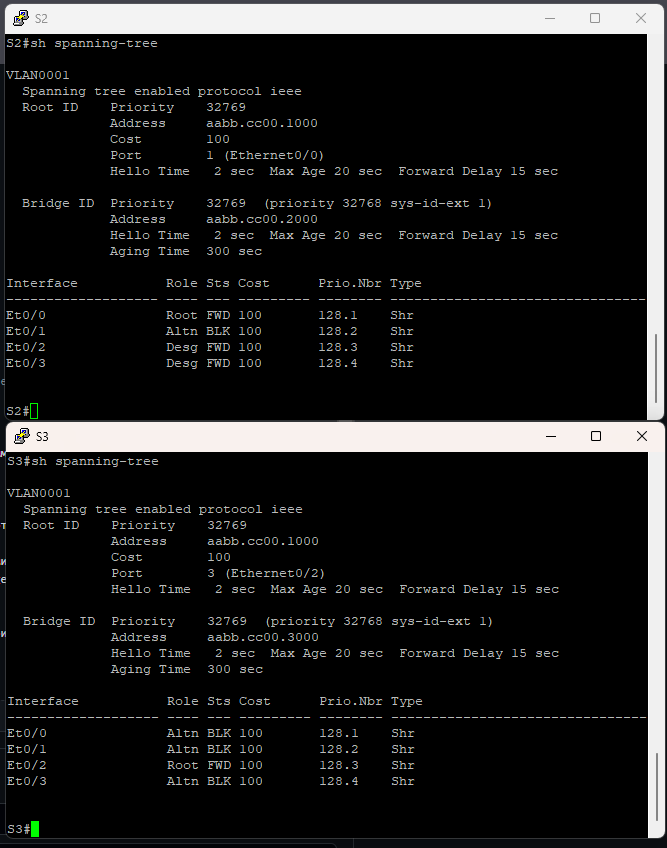 S2
S2#sh spanning-tree
VLAN0001
Spanning tree enabled protocol ieee
Root ID Priority 32769
Address aabb.cc00.1000
Cost 100
Port 1 (Ethernet0/0)
Hello Time 2 sec Max Age 20 sec Forward Delay 15 sec
Bridge ID Priority 32769 (priority 32768 sys-id-ext 1)
Address aabb.cc00.2000
Hello Time 2 sec Max Age 20 sec Forward Delay 15 sec
Aging Time 300 sec
Interface Role Sts Cost Prio.Nbr Type
------------------- ---- --- --------- -------- --------------------------------
Et0/0 Root FWD 100 128.1 Shr
Et0/1 Altn BLK 100 128.2 Shr
Et0/2 Desg FWD 100 128.3 Shr
Et0/3 Desg FWD 100 128.4 Shr
S2#
S3
S3#sh spanning-tree
VLAN0001
Spanning tree enabled protocol ieee
Root ID Priority 32769
Address aabb.cc00.1000
Cost 100
Port 3 (Ethernet0/2)
Hello Time 2 sec Max Age 20 sec Forward Delay 15 sec
Bridge ID Priority 32769 (priority 32768 sys-id-ext 1)
Address aabb.cc00.3000
Hello Time 2 sec Max Age 20 sec Forward Delay 15 sec
Aging Time 300 sec
Interface Role Sts Cost Prio.Nbr Type
------------------- ---- --- --------- -------- --------------------------------
Et0/0 Altn BLK 100 128.1 Shr
Et0/1 Altn BLK 100 128.2 Shr
Et0/2 Root FWD 100 128.3 Shr
Et0/3 Altn BLK 100 128.4 Shr
S3#